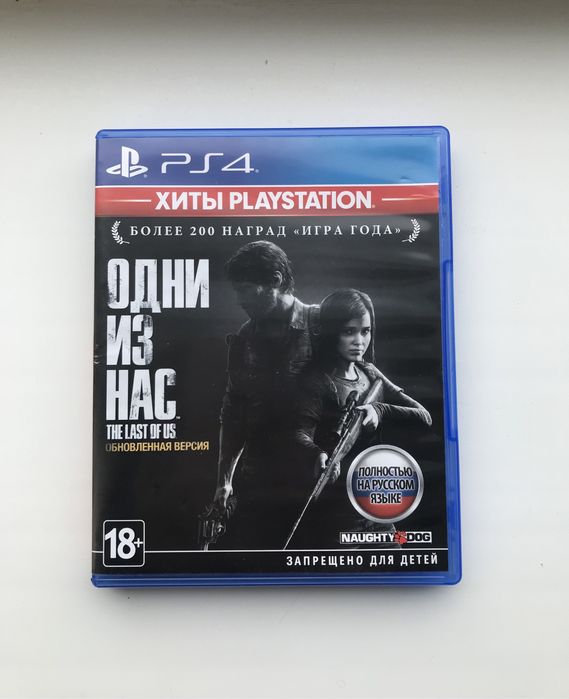 PS4
ХИТЫ PLAYSTATION
БОЛЕЕ 200 НАГРАД «ИГРА ГОДА»
ОДНИ
ИЗ
НАС
THE LAST OF US
ОБНОВЛЕННАЯ ВЕРСИЯ
ПОЛНОСТЬЮ
НА РУССКОМ
ЯЗЫКЕ
NAUGHTY DOG
18+
ЗАПРЕЩЕНО ДЛЯ ДЕТЕЙ